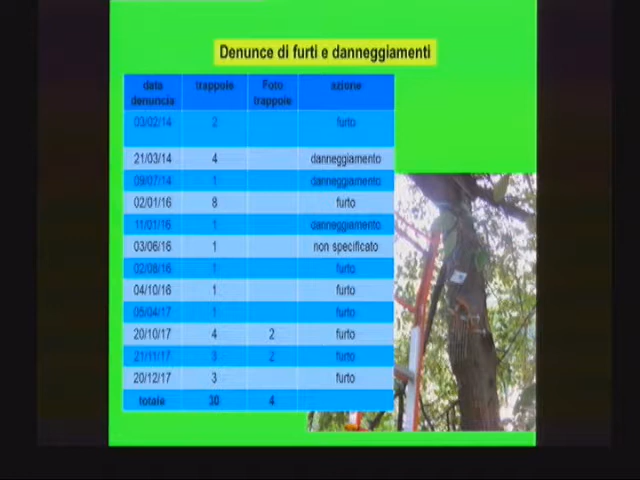 Denunce di furti e danneggiamenti
data denuncia trappole Foto trappole azione
03/02/14 2 furto
21/03/14 4 danneggiamento
09/07/14 1 danneggiamento
02/01/16 8 furto
11/01/16 1 danneggiamento
03/06/16 1 non specificato
02/08/16 1 furto
04/10/16 1 furto
05/04/17 1 furto
20/10/17 4 2 furto
21/11/17 3 2 furto
20/12/17 3 furto
totale 30 4